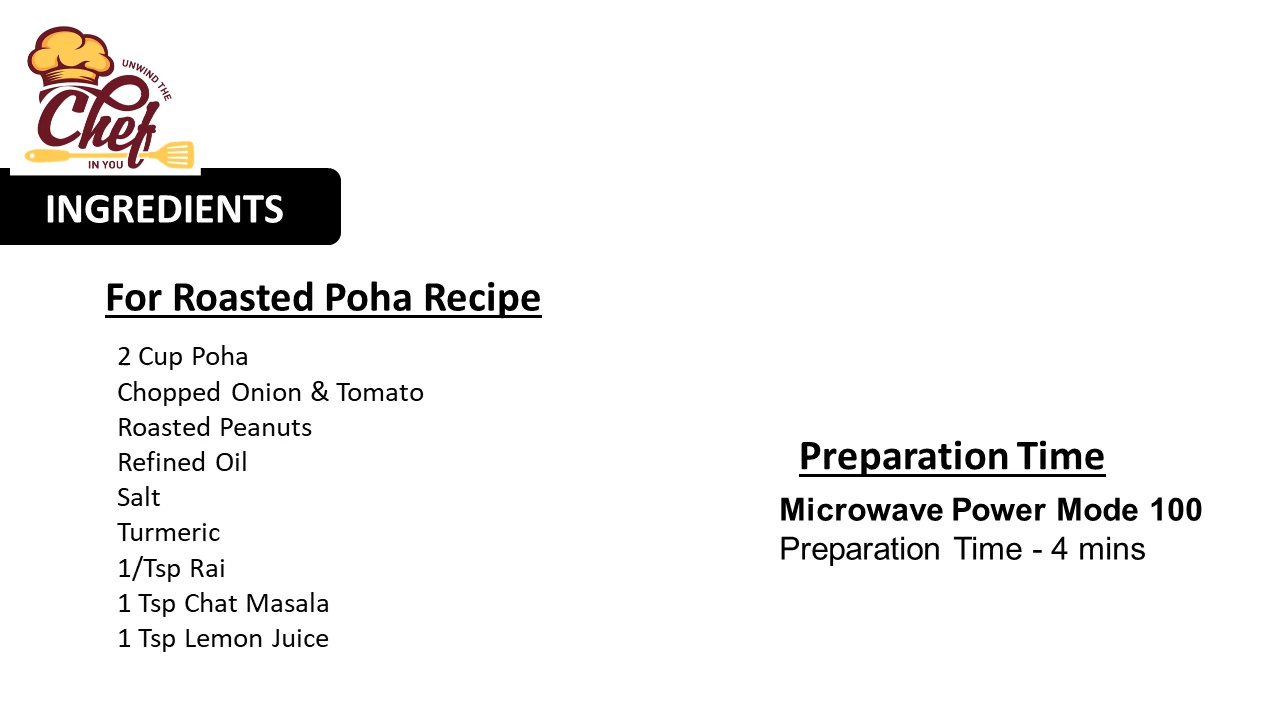 UNWIND THE
Chef
IN YOU
INGREDIENTS
For Roasted Poha Recipe
2 Cup Poha
Chopped Onion & Tomato
Roasted Peanuts
Refined Oil
Salt
Turmeric
1/Tsp Rai
1 Tsp Chat Masala
1 Tsp Lemon Juice
Preparation Time
Microwave Power Mode 100
Preparation Time - 4 mins